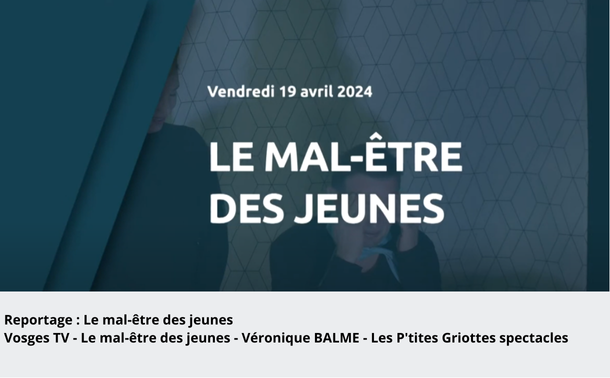 Vendredi 19 avril 2024
LE MAL-ÊTRE
DES JEUNES
Reportage : Le mal-être des jeunes
Vosges TV - Le mal-être des jeunes - Véronique BALME - Les P'tites Griottes spectacles